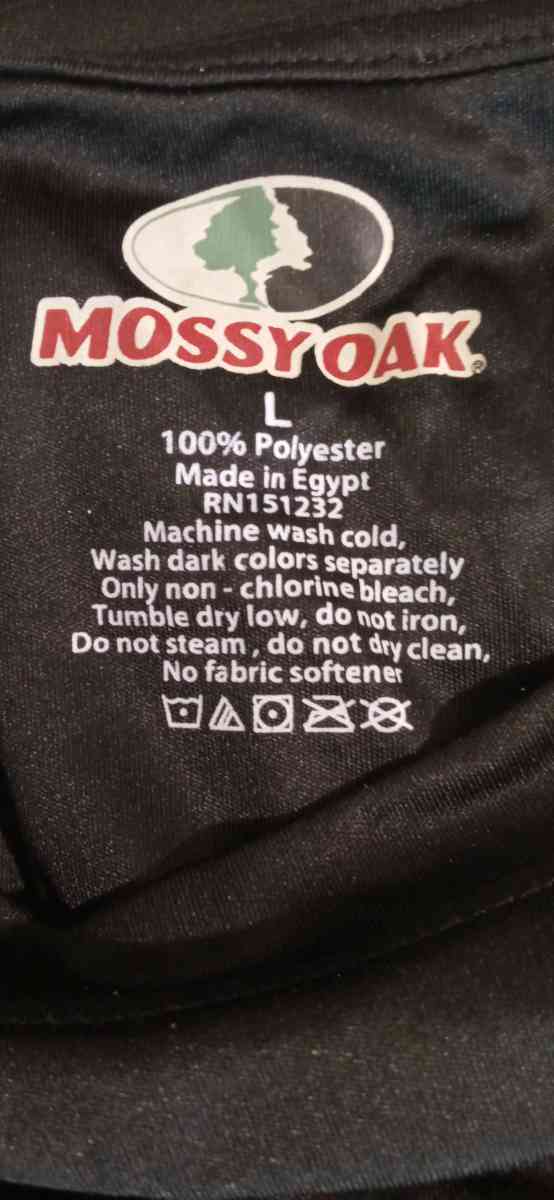 MOSSY OAK®
L
100% Polyester
Made in Egypt
RN151232
Machine wash cold,
Wash dark colors separately
Only non - chlorine bleach,
Tumble dry low, do not iron,
Do not steam , do not dry clean,
No fabric softener